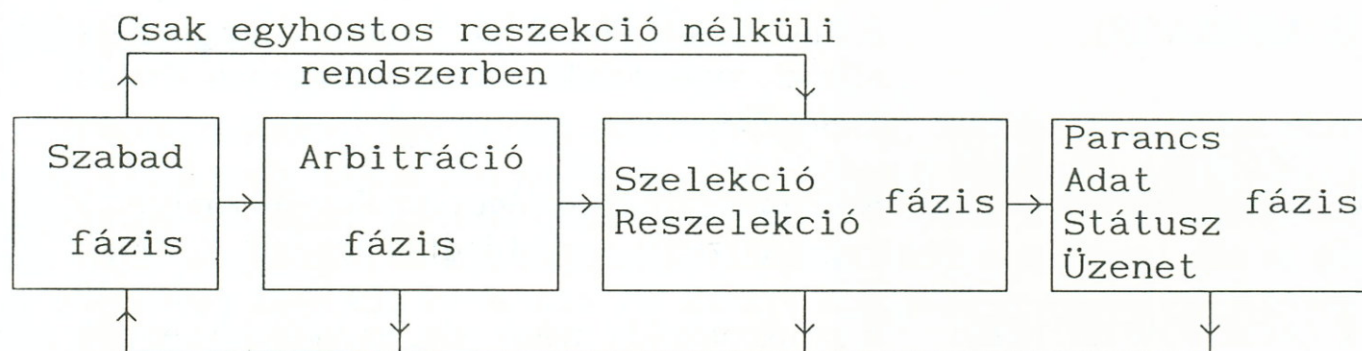 Csak egyhostos reszekció nélküli
rendszerben
Szabad
fázis
Arbitráció
fázis
Szelekció
Reszelekció
fázis
Parancs
Adat
Státusz
Üzenet
fázis